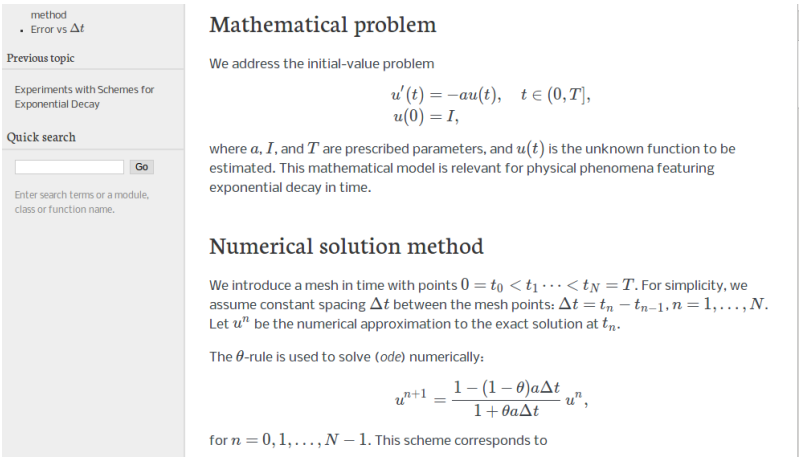 method
• Error vs Δt
Previous topic
Experiments with Schemes for
Exponential Decay
Quick search
Go
Enter search terms or a module,
class or function name.
Mathematical problem
We address the initial-value problem
u′(t) = −au(t),   t ∈ (0, T],
u(0) = I,
where a, I, and T are prescribed parameters, and u(t) is the unknown function to be
estimated. This mathematical model is relevant for physical phenomena featuring
exponential decay in time.
Numerical solution method
We introduce a mesh in time with points 0 = t₀ < t₁ ⋯ < t_N = T. For simplicity, we
assume constant spacing Δt between the mesh points: Δt = tₙ − tₙ₋₁, n = 1, …, N.
Let uⁿ be the numerical approximation to the exact solution at tₙ.
The θ-rule is used to solve (ode) numerically:
uⁿ⁺¹ = \frac{1 − (1 − θ)aΔt}{1 + θaΔt} uⁿ,
for n = 0, 1, …, N − 1. This scheme corresponds to